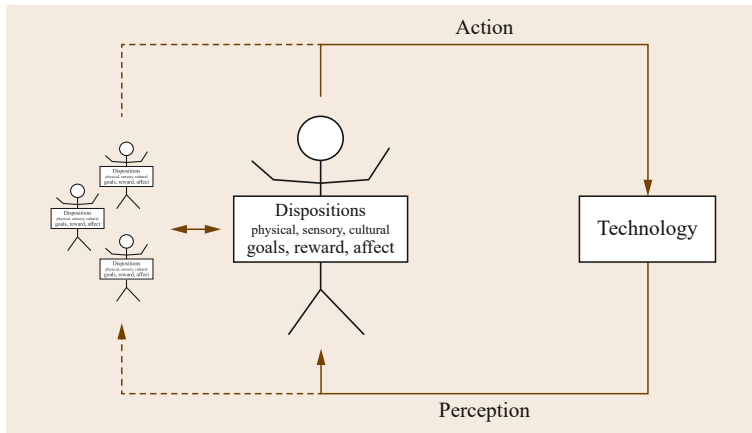 Action
Dispositions
physical, sensory, cultural
goals, reward, affect
Dispositions
physical, sensory, cultural
goals, reward, affect
Dispositions
physical, sensory, cultural
goals, reward, affect
Dispositions
physical, sensory, cultural
goals, reward, affect
Technology
Perception